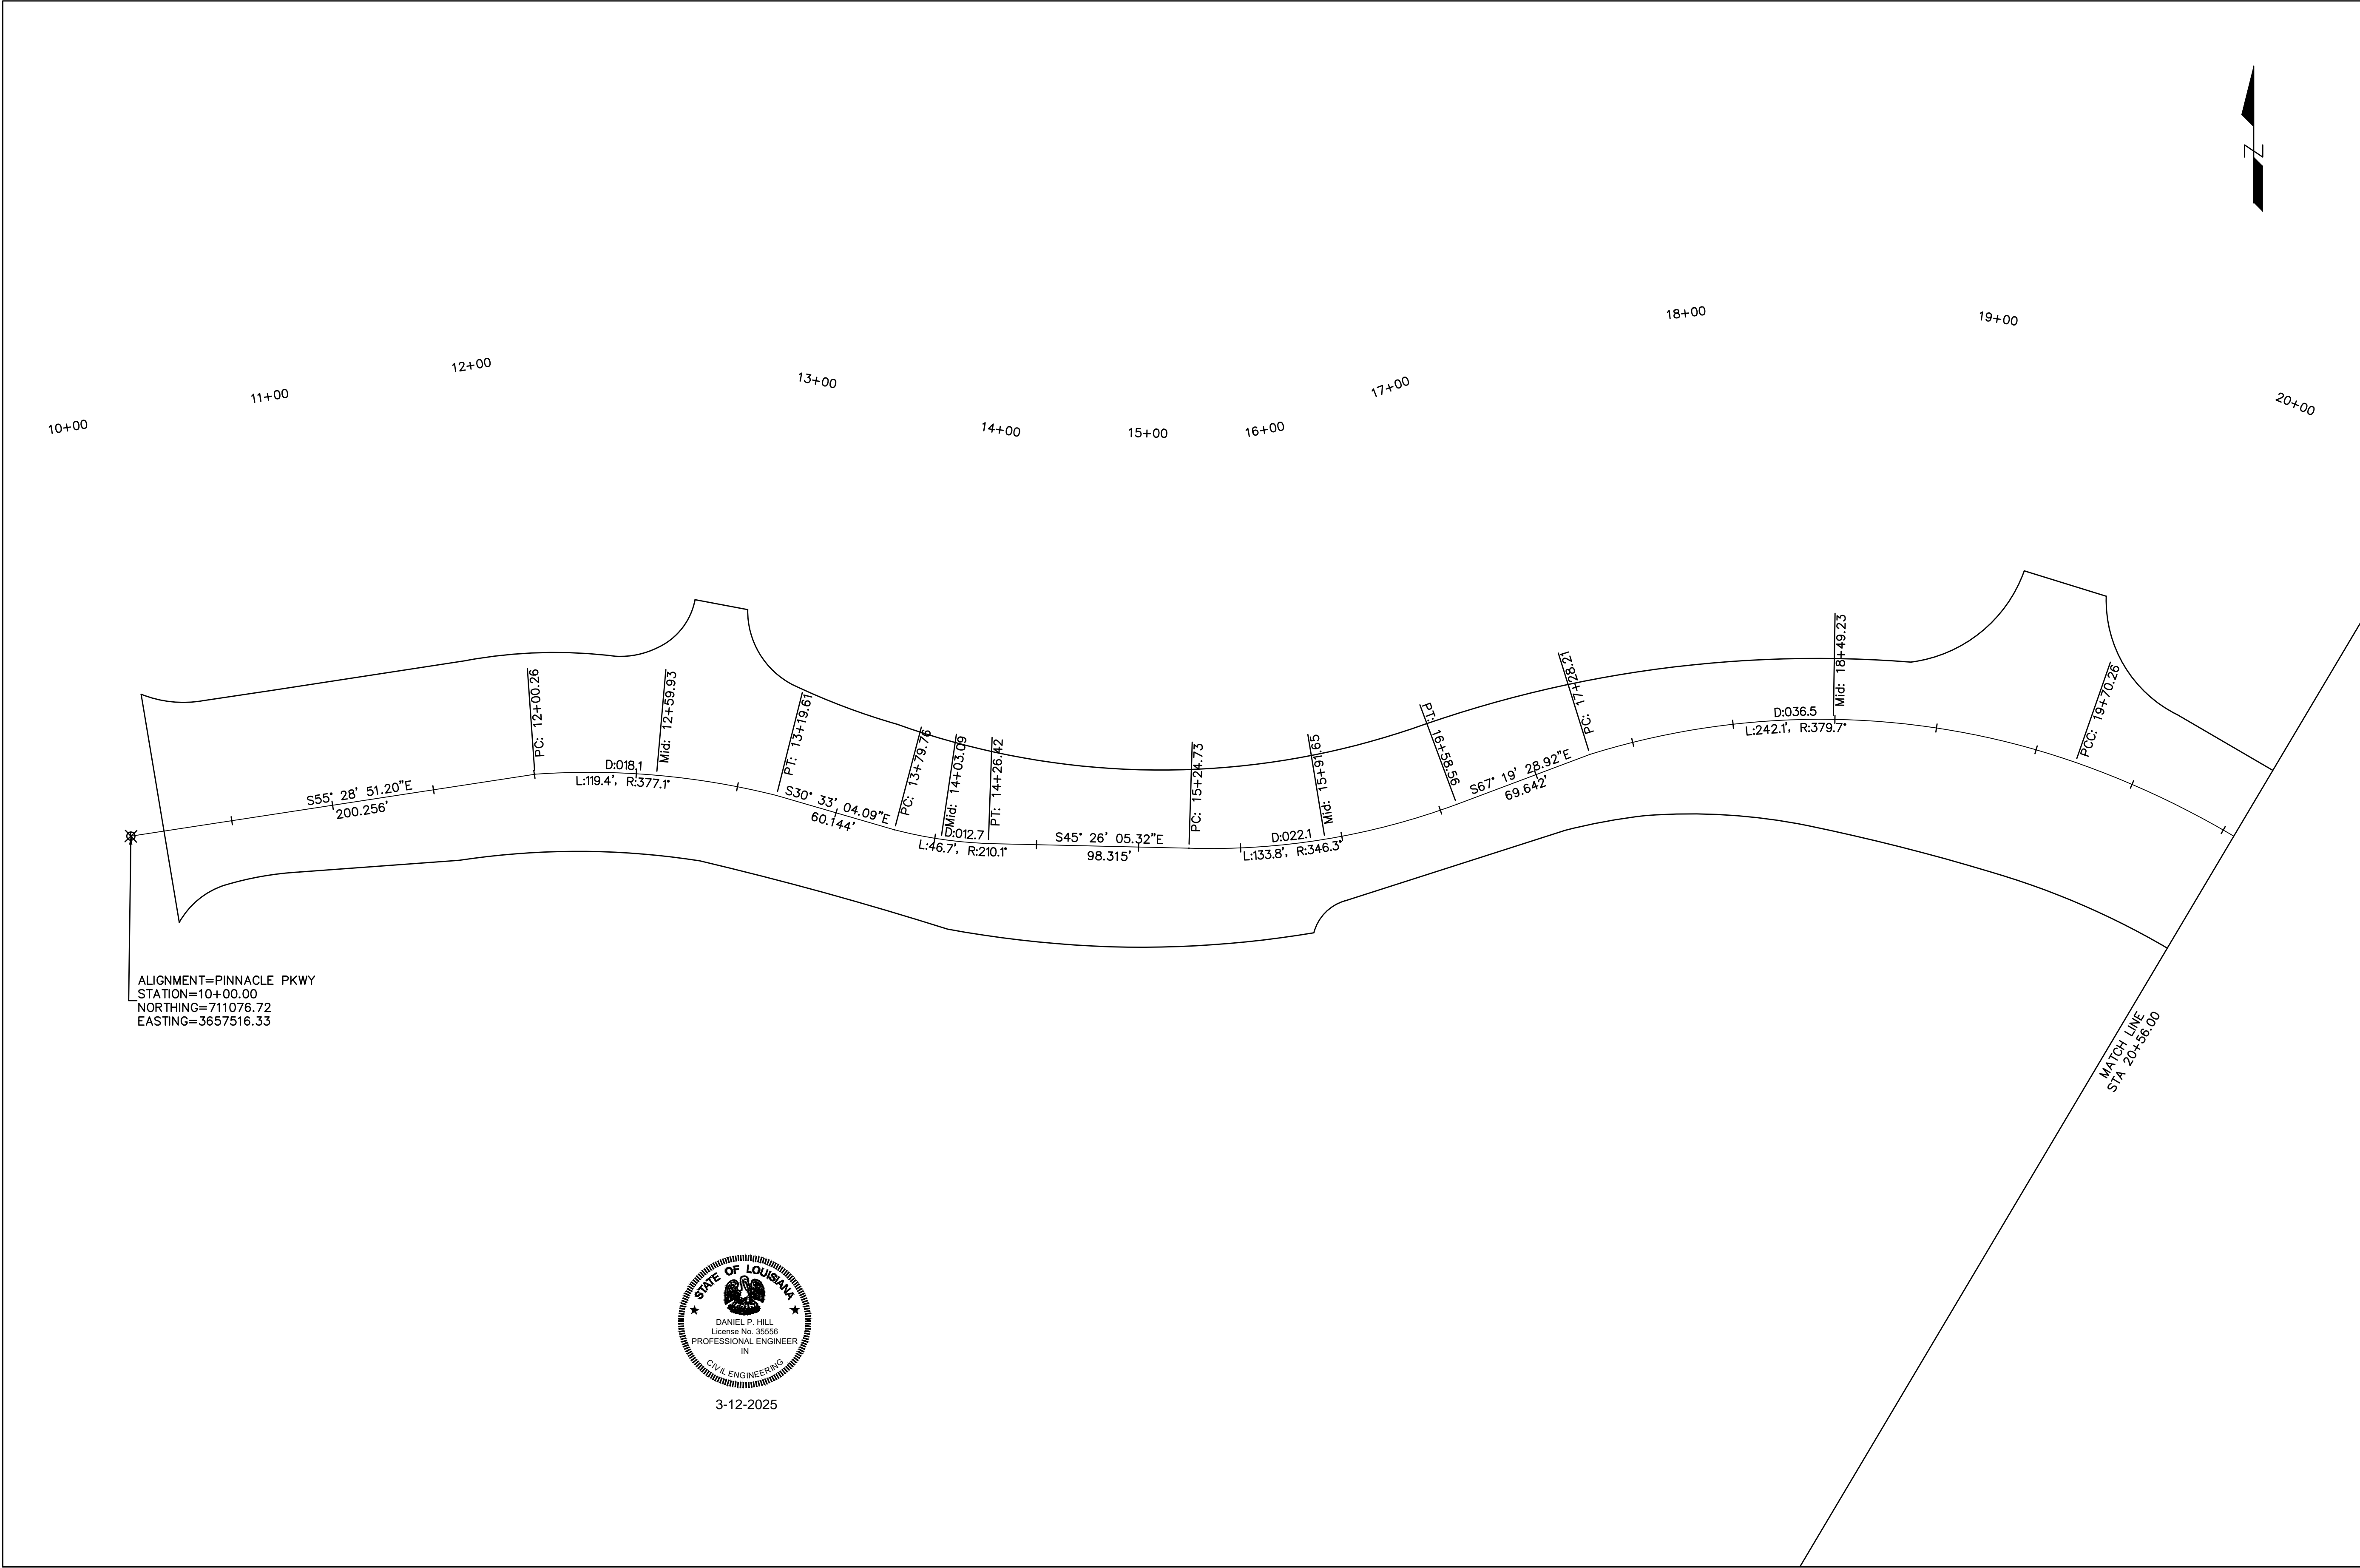 Z
18+00
19+00
12+00
13+00
17+00
11+00
20+00
10+00
14+00
15+00
16+00
PC: 12+00.26
Mid: 12+59.93
PT: 13+19.61
PC: 13+79.76
Mid: 14+03.09
PT: 14+26.42
PC: 15+24.73
Mid: 15+91.65
PT: 16+58.56
PC: 17+28.21
Mid: 18+49.23
PCC: 19+70.26
S55° 28' 51.20"E
200.256'
D:018.1
L:119.4', R:377.1'
S30° 33' 04.09"E
60.144'
D:012.7
L:46.7', R:210.1'
S45° 26' 05.32"E
98.315'
D:022.1
L:133.8', R:346.3'
S67° 19' 28.92"E
69.642'
D:036.5
L:242.1', R:379.7'
ALIGNMENT=PINNACLE PKWY
STATION=10+00.00
NORTHING=711076.72
EASTING=3657516.33
MATCH LINE
STA 20+56.00
STATE OF LOUISIANA
DANIEL P. HILL
License No. 35556
PROFESSIONAL ENGINEER
IN
CIVIL ENGINEERING
3-12-2025